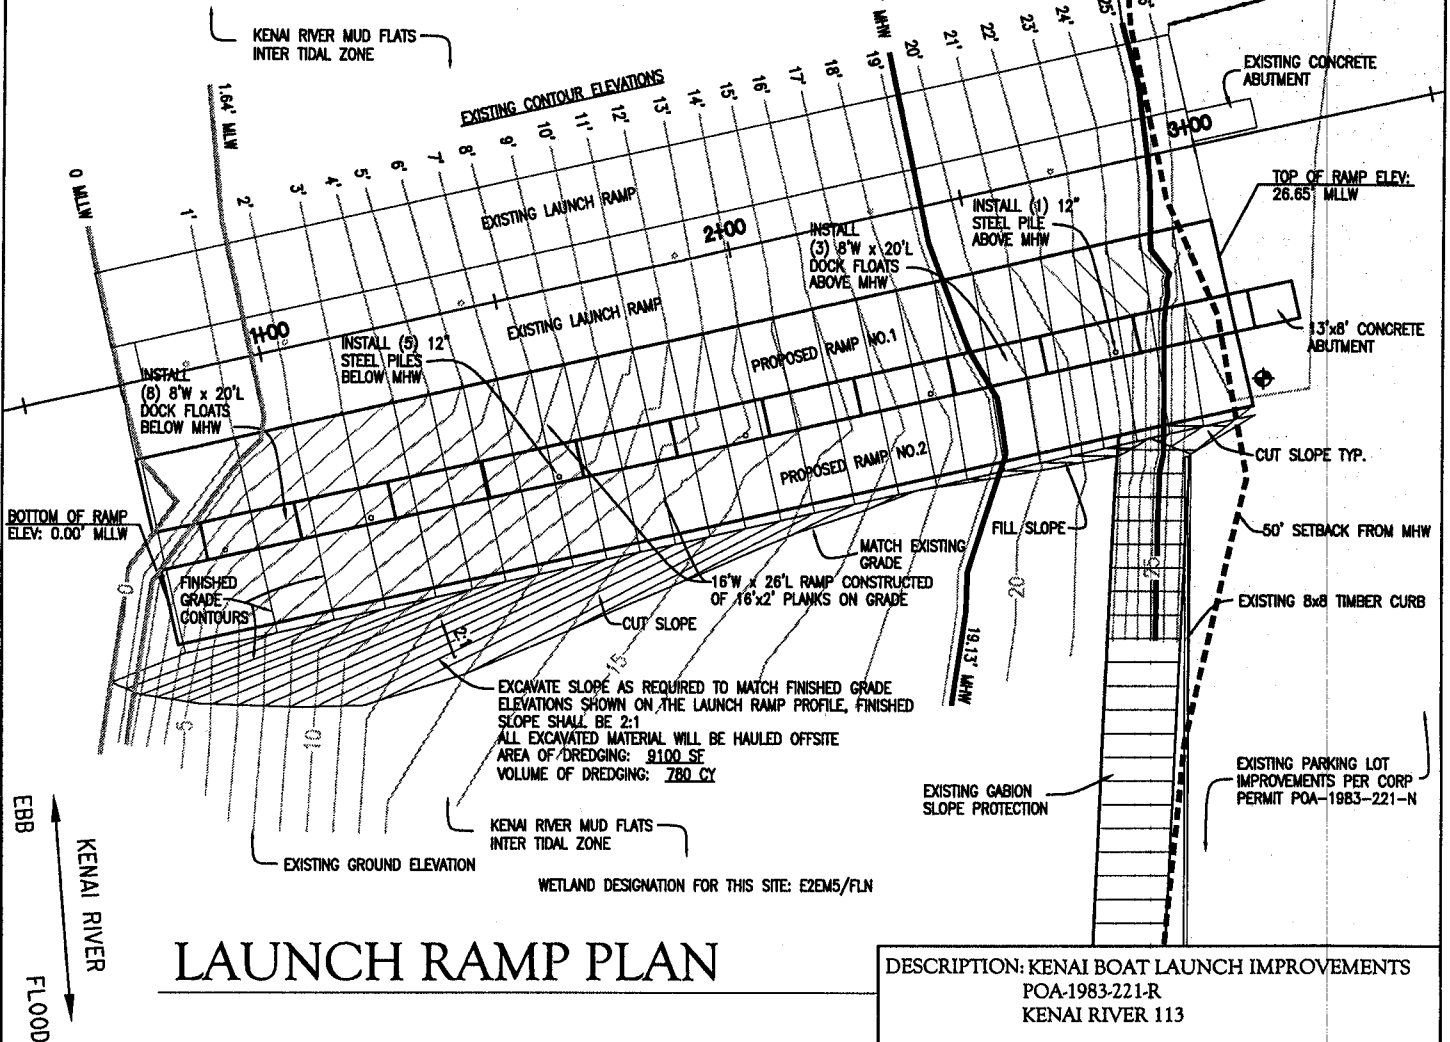 KENAI RIVER MUD FLATS
INTER TIDAL ZONE
1.64' MLW
0 MLLW
EXISTING CONTOUR ELEVATIONS
1'
2'
3'
4'
5'
6'
7'
8'
9'
10'
11'
12'
13'
14'
15'
16'
17'
18'
19'
MHW
20'
21'
22'
23'
24'
25'
EXISTING CONCRETE
ABUTMENT
3+00
TOP OF RAMP ELEV:
26.65' MLLW
EXISTING LAUNCH RAMP
2+00
INSTALL
(3) 8'W x 20'L
DOCK FLOATS
ABOVE MHW
INSTALL (1) 12"
STEEL PILE
ABOVE MHW
EXISTING LAUNCH RAMP
1+00
INSTALL (5) 12"
STEEL PILES
BELOW MHW
INSTALL
(8) 8'W x 20'L
DOCK FLOATS
BELOW MHW
PROPOSED RAMP NO.1
13'x8' CONCRETE
ABUTMENT
PROPOSED RAMP NO.2
CUT SLOPE TYP.
BOTTOM OF RAMP
ELEV: 0.00' MLLW
FILL SLOPE
50' SETBACK FROM MHW
MATCH EXISTING
GRADE
FINISHED
GRADE
CONTOURS
0
16'W x 26'L RAMP CONSTRUCTED
OF 16'x2' PLANKS ON GRADE
20
25
EXISTING 8x8 TIMBER CURB
CUT SLOPE
2:1
15
19.13' MHW
EXCAVATE SLOPE AS REQUIRED TO MATCH FINISHED GRADE
ELEVATIONS SHOWN ON THE LAUNCH RAMP PROFILE, FINISHED
SLOPE SHALL BE 2:1
ALL EXCAVATED MATERIAL WILL BE HAULED OFFSITE
AREA OF DREDGING: 9100 SF
VOLUME OF DREDGING: 780 CY
5
10
EXISTING GABION
SLOPE PROTECTION
EXISTING PARKING LOT
IMPROVEMENTS PER CORP
PERMIT POA-1983-221-N
EBB
KENAI RIVER
FLOOD
KENAI RIVER MUD FLATS
INTER TIDAL ZONE
EXISTING GROUND ELEVATION
WETLAND DESIGNATION FOR THIS SITE: E2EM5/FLN
LAUNCH RAMP PLAN
DESCRIPTION: KENAI BOAT LAUNCH IMPROVEMENTS
POA-1983-221-R
KENAI RIVER 113